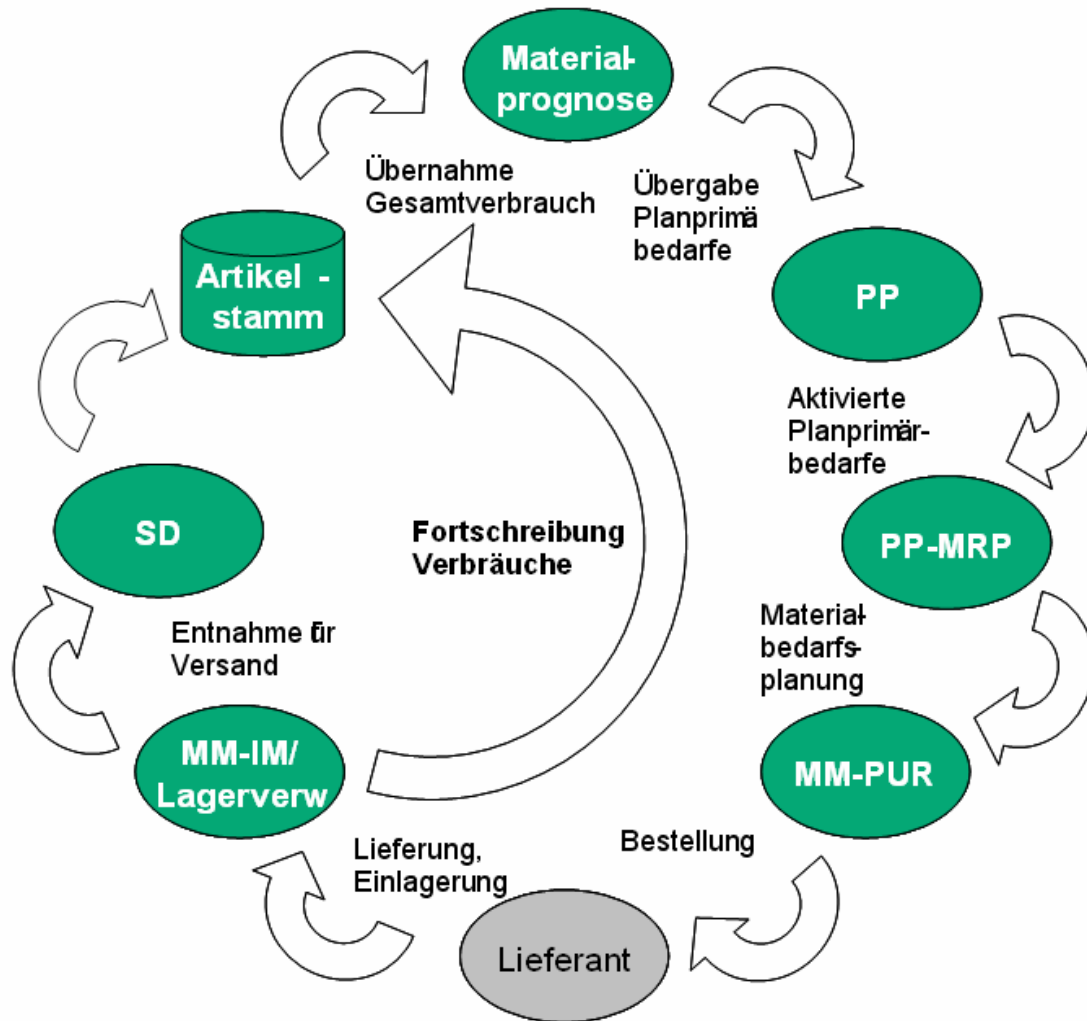 Material-
prognose
Übernahme
Gesamtverbrauch
Übergabe
Planprimä
bedarfe
Artikel -
stamm
PP
Aktivierte
Planprimär-
bedarfe
SD
Fortschreibung
Verbräuche
PP-MRP
Entnahme für
Versand
Material-
bedarfs-
planung
MM-IM/
Lagerverw
MM-PUR
Bestellung
Lieferung,
Einlagerung
Lieferant